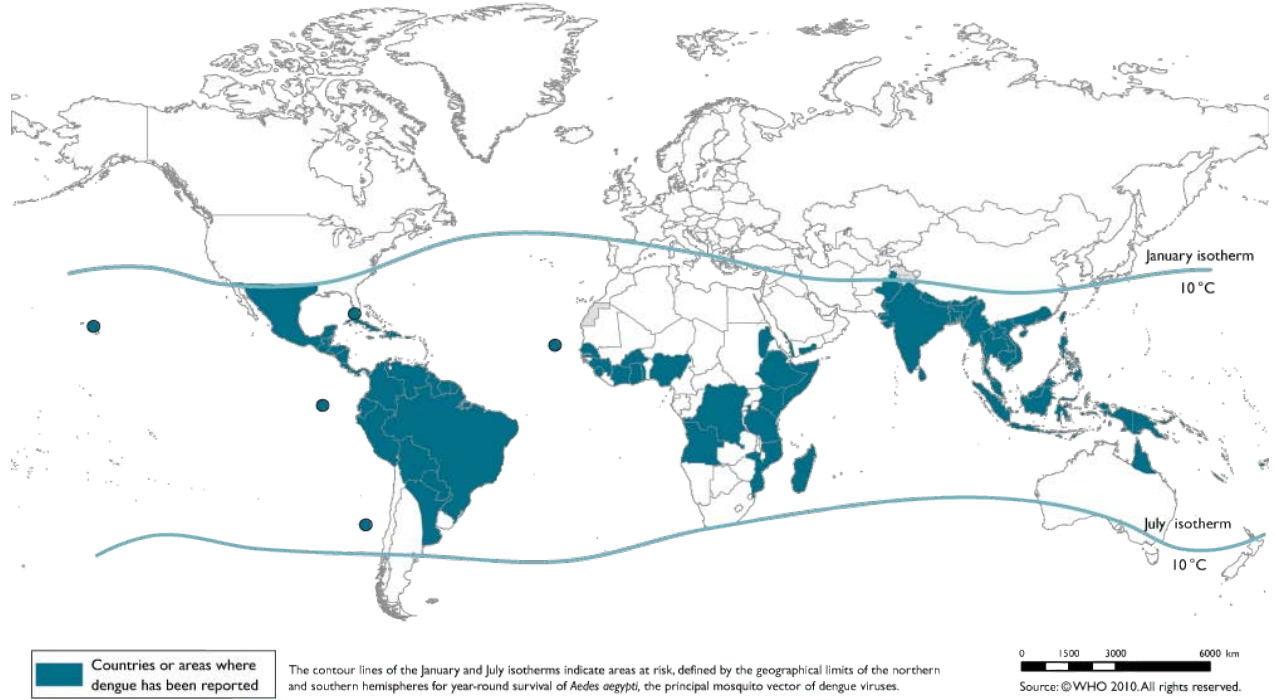 January isotherm
10 °C
July isotherm
10 °C
Countries or areas where
dengue has been reported
The contour lines of the January and July isotherms indicate areas at risk, defined by the geographical limits of the northern
and southern hemispheres for year-round survival of Aedes aegypti, the principal mosquito vector of dengue viruses.
0 1500 3000 6000 km
Source: © WHO 2010. All rights reserved.